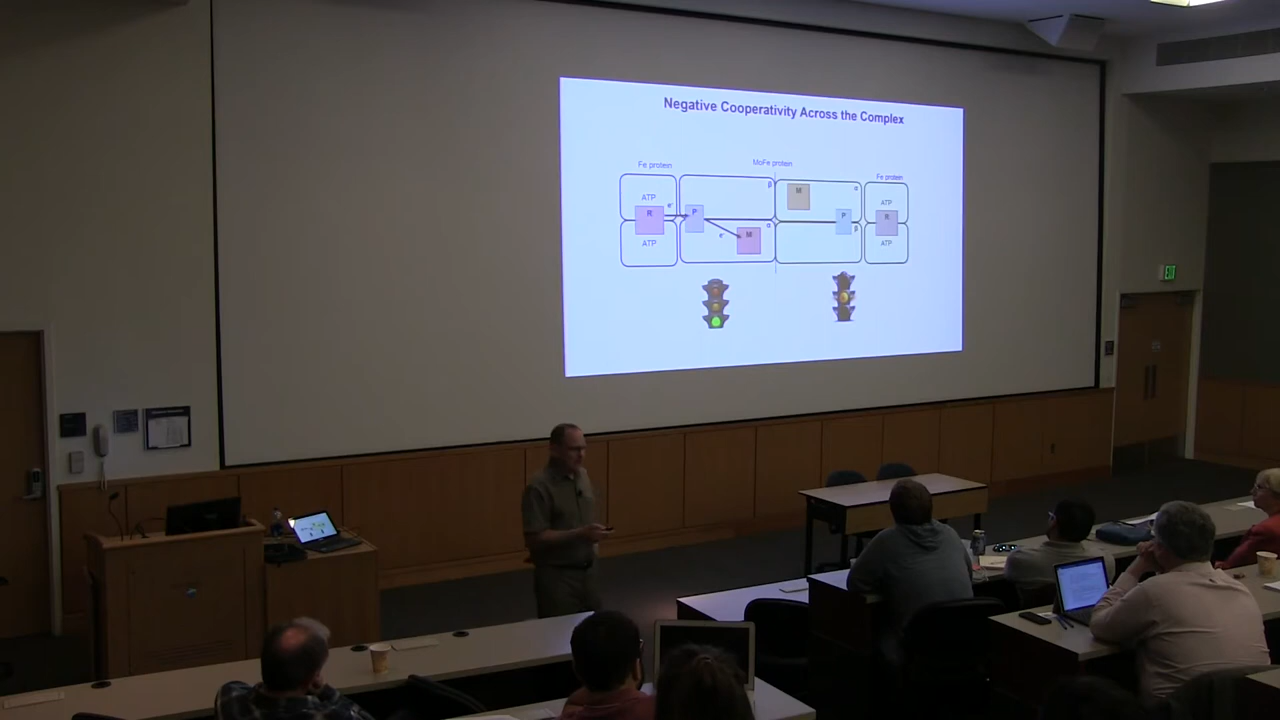 Negative Cooperativity Across the Complex
Fe protein
MoFe protein
Fe protein
ATP
R
ATP
e-
P
e-
M
β
α
M
α
P
β
ATP
R
ATP
EXIT